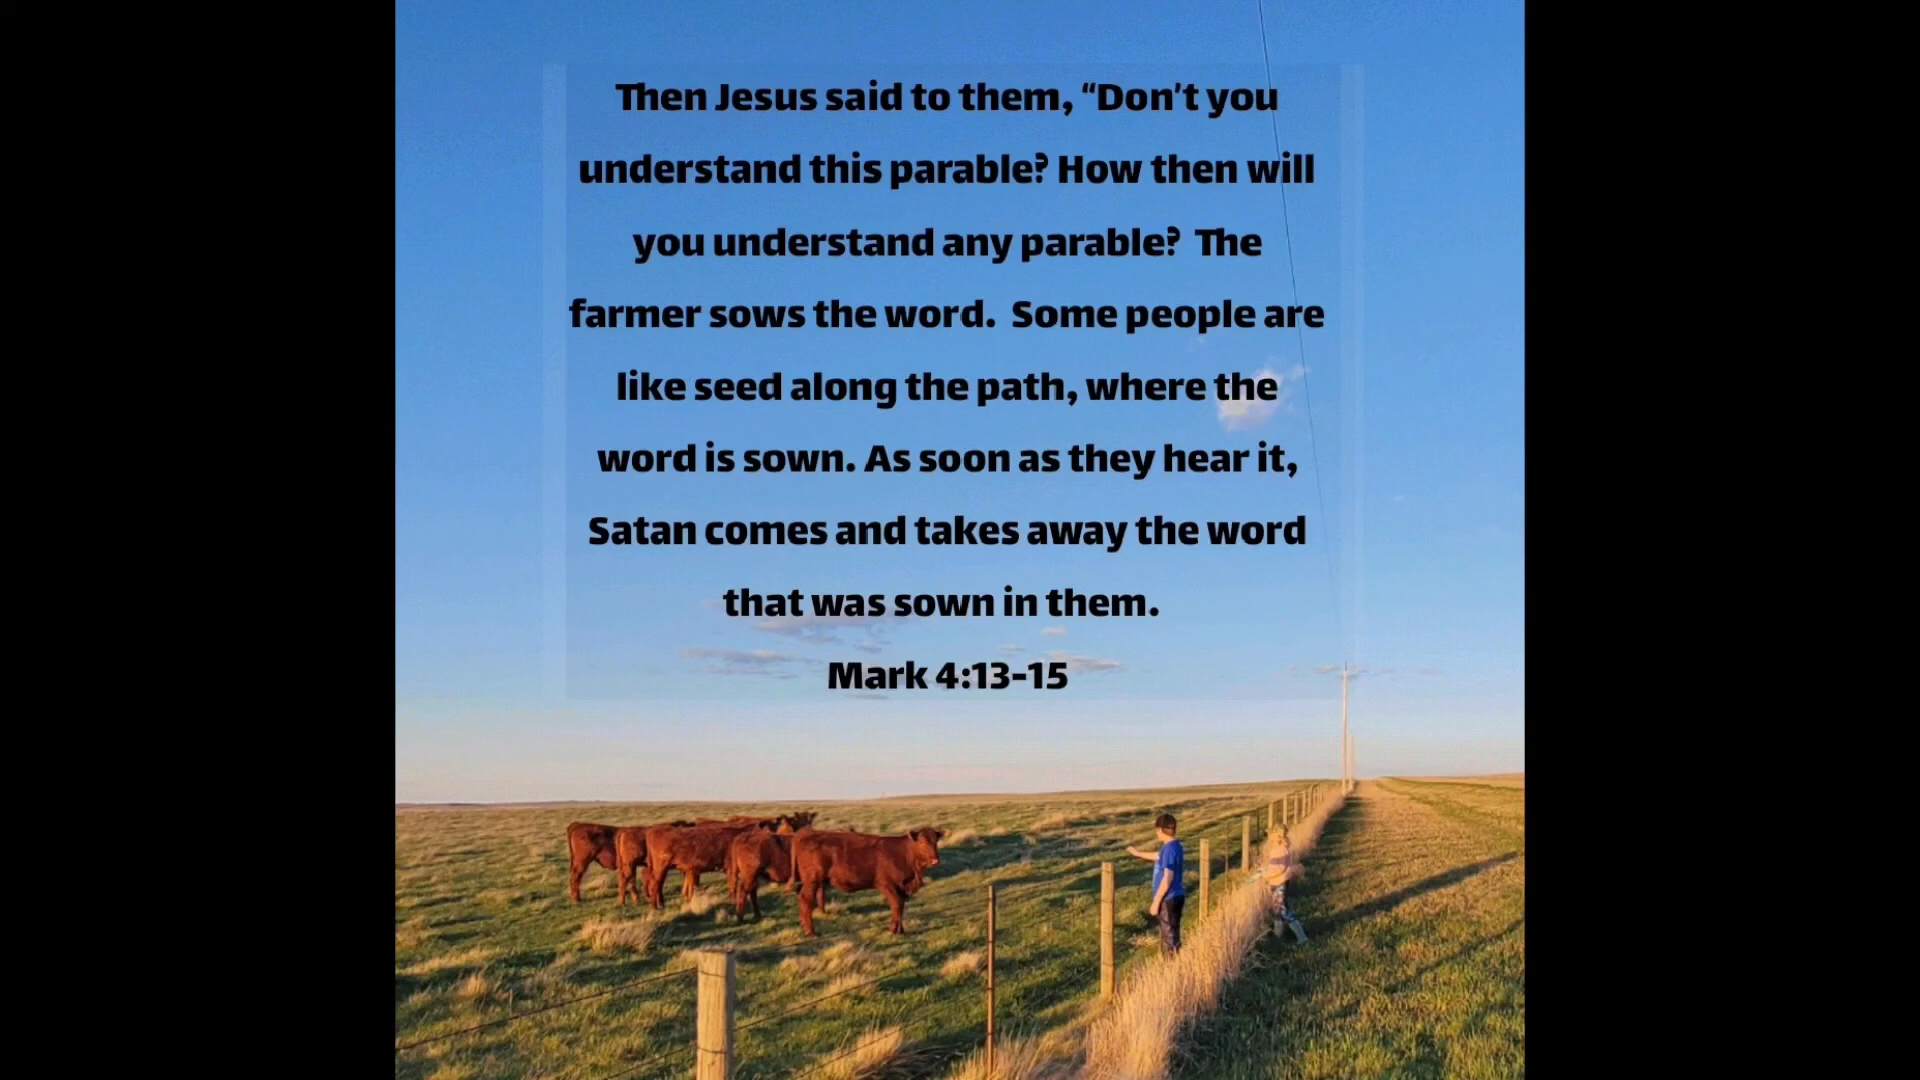 Then Jesus said to them, “Don’t you
understand this parable? How then will
you understand any parable?  The
farmer sows the word.  Some people are
like seed along the path, where the
word is sown. As soon as they hear it,
Satan comes and takes away the word
that was sown in them.
Mark 4:13-15